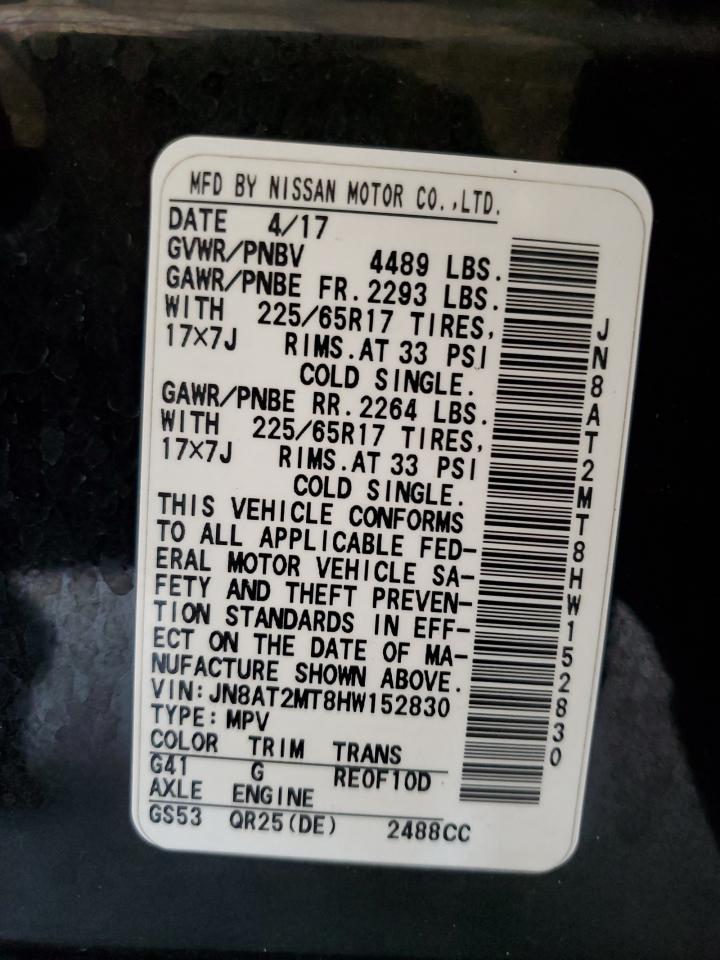 MFD BY NISSAN MOTOR CO.,LTD.
DATE 4/17
GVWR/PNBV 4489 LBS.
GAWR/PNBE FR. 2293 LBS.
WITH 225/65R17 TIRES,
17×7J RIMS.AT 33 PSI
COLD SINGLE.
GAWR/PNBE RR. 2264 LBS.
WITH 225/65R17 TIRES,
17×7J RIMS.AT 33 PSI
COLD SINGLE.
THIS VEHICLE CONFORMS
TO ALL APPLICABLE FED-
ERAL MOTOR VEHICLE SA-
FETY AND THEFT PREVEN-
TION STANDARDS IN EFF-
ECT ON THE DATE OF MA-
NUFACTURE SHOWN ABOVE.
VIN: JN8AT2MT8HW152830
TYPE: MPV
COLOR TRIM TRANS
G41 G RE0F10D
AXLE ENGINE
GS53 QR25(DE) 2488CC
JN8AT2MT8HW152830